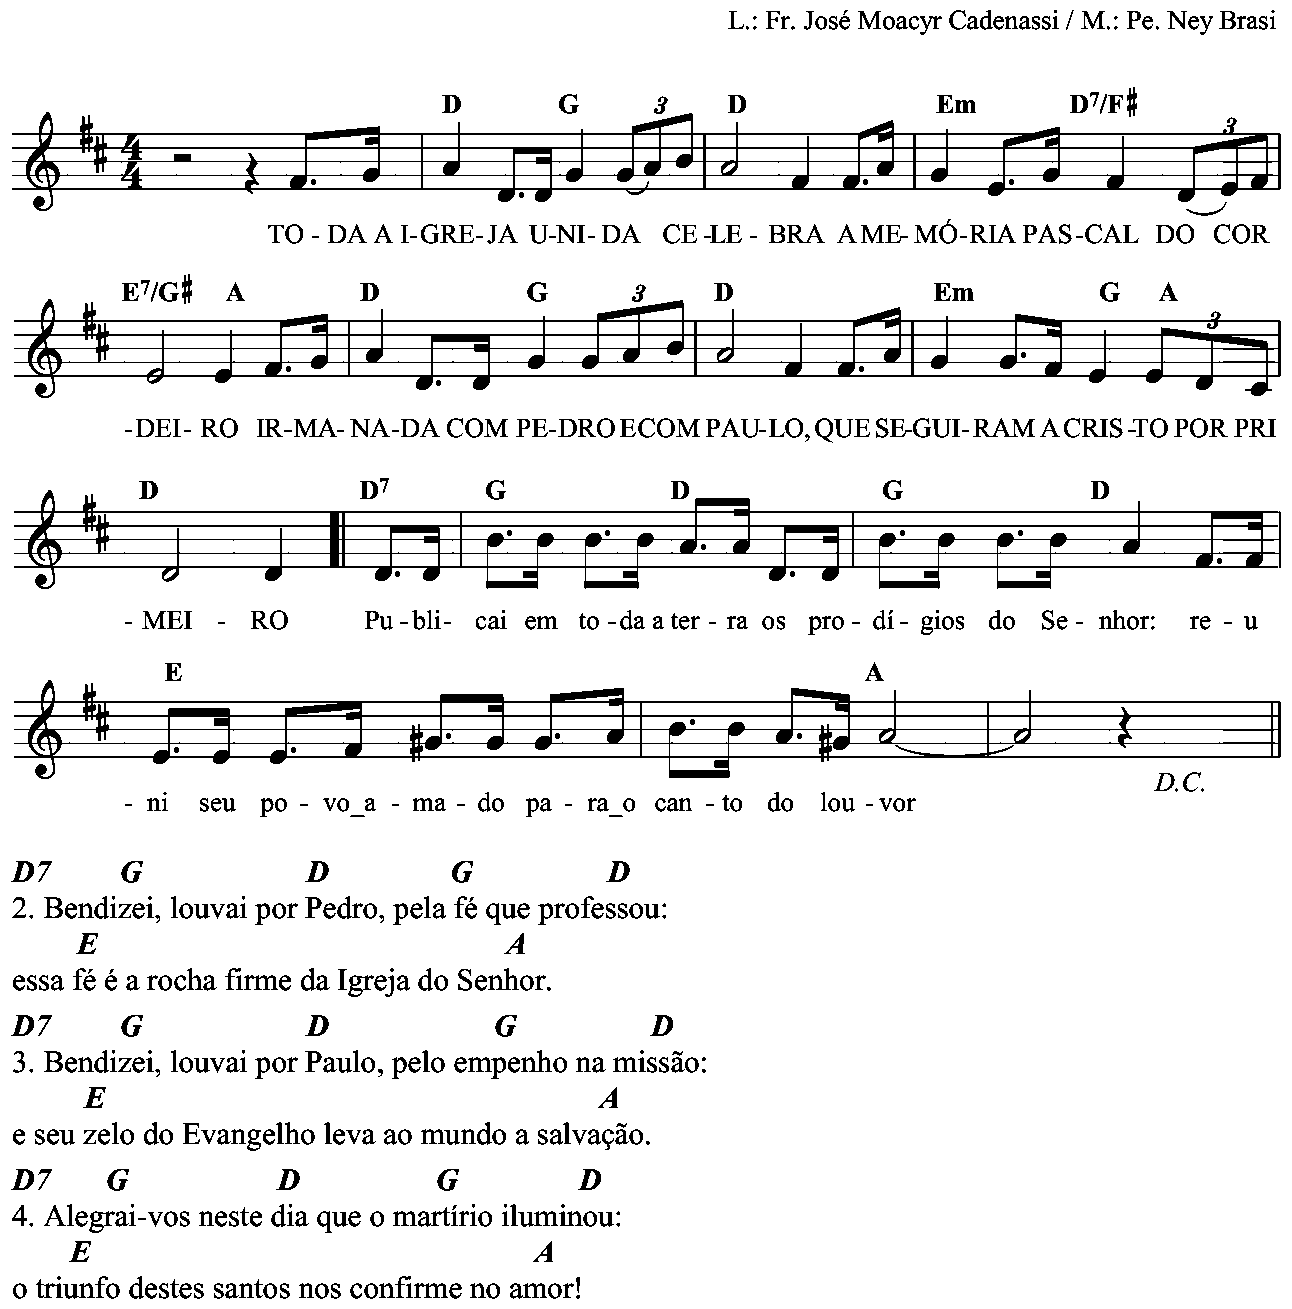 L.: Fr. José Moacyr Cadenassi / M.: Pe. Ney Brasi
D G 3 D Em D7/F♯ 3
4/4
TO - DA A I-GRE-JA U-NI-DA CE-LE - BRA A ME-MÓ-RIA PAS-CAL DO COR
E7/G♯ A D G 3 D Em G A 3
-DEI- RO IR-MA- NA-DA COM PE-DRO E COM PAU-LO, QUE SE-GUI-RAM A CRIS-TO POR PRI
D D7 G D G D
- MEI - RO Pu-bli- cai em to-da a ter-ra os pro-dí-gios do Se-nhor: re-u
E A
- ni seu po-vo_a-ma-do pa-ra_o can-to do lou-vor
D.C.
D7 G D G D
2. Bendizei, louvai por Pedro, pela fé que professou:
E A
essa fé é a rocha firme da Igreja do Senhor.
D7 G D G D
3. Bendizei, louvai por Paulo, pelo empenho na missão:
E A
e seu zelo do Evangelho leva ao mundo a salvação.
D7 G D G D
4. Alegrai-vos neste dia que o martírio iluminou:
E A
o triunfo destes santos nos confirme no amor!